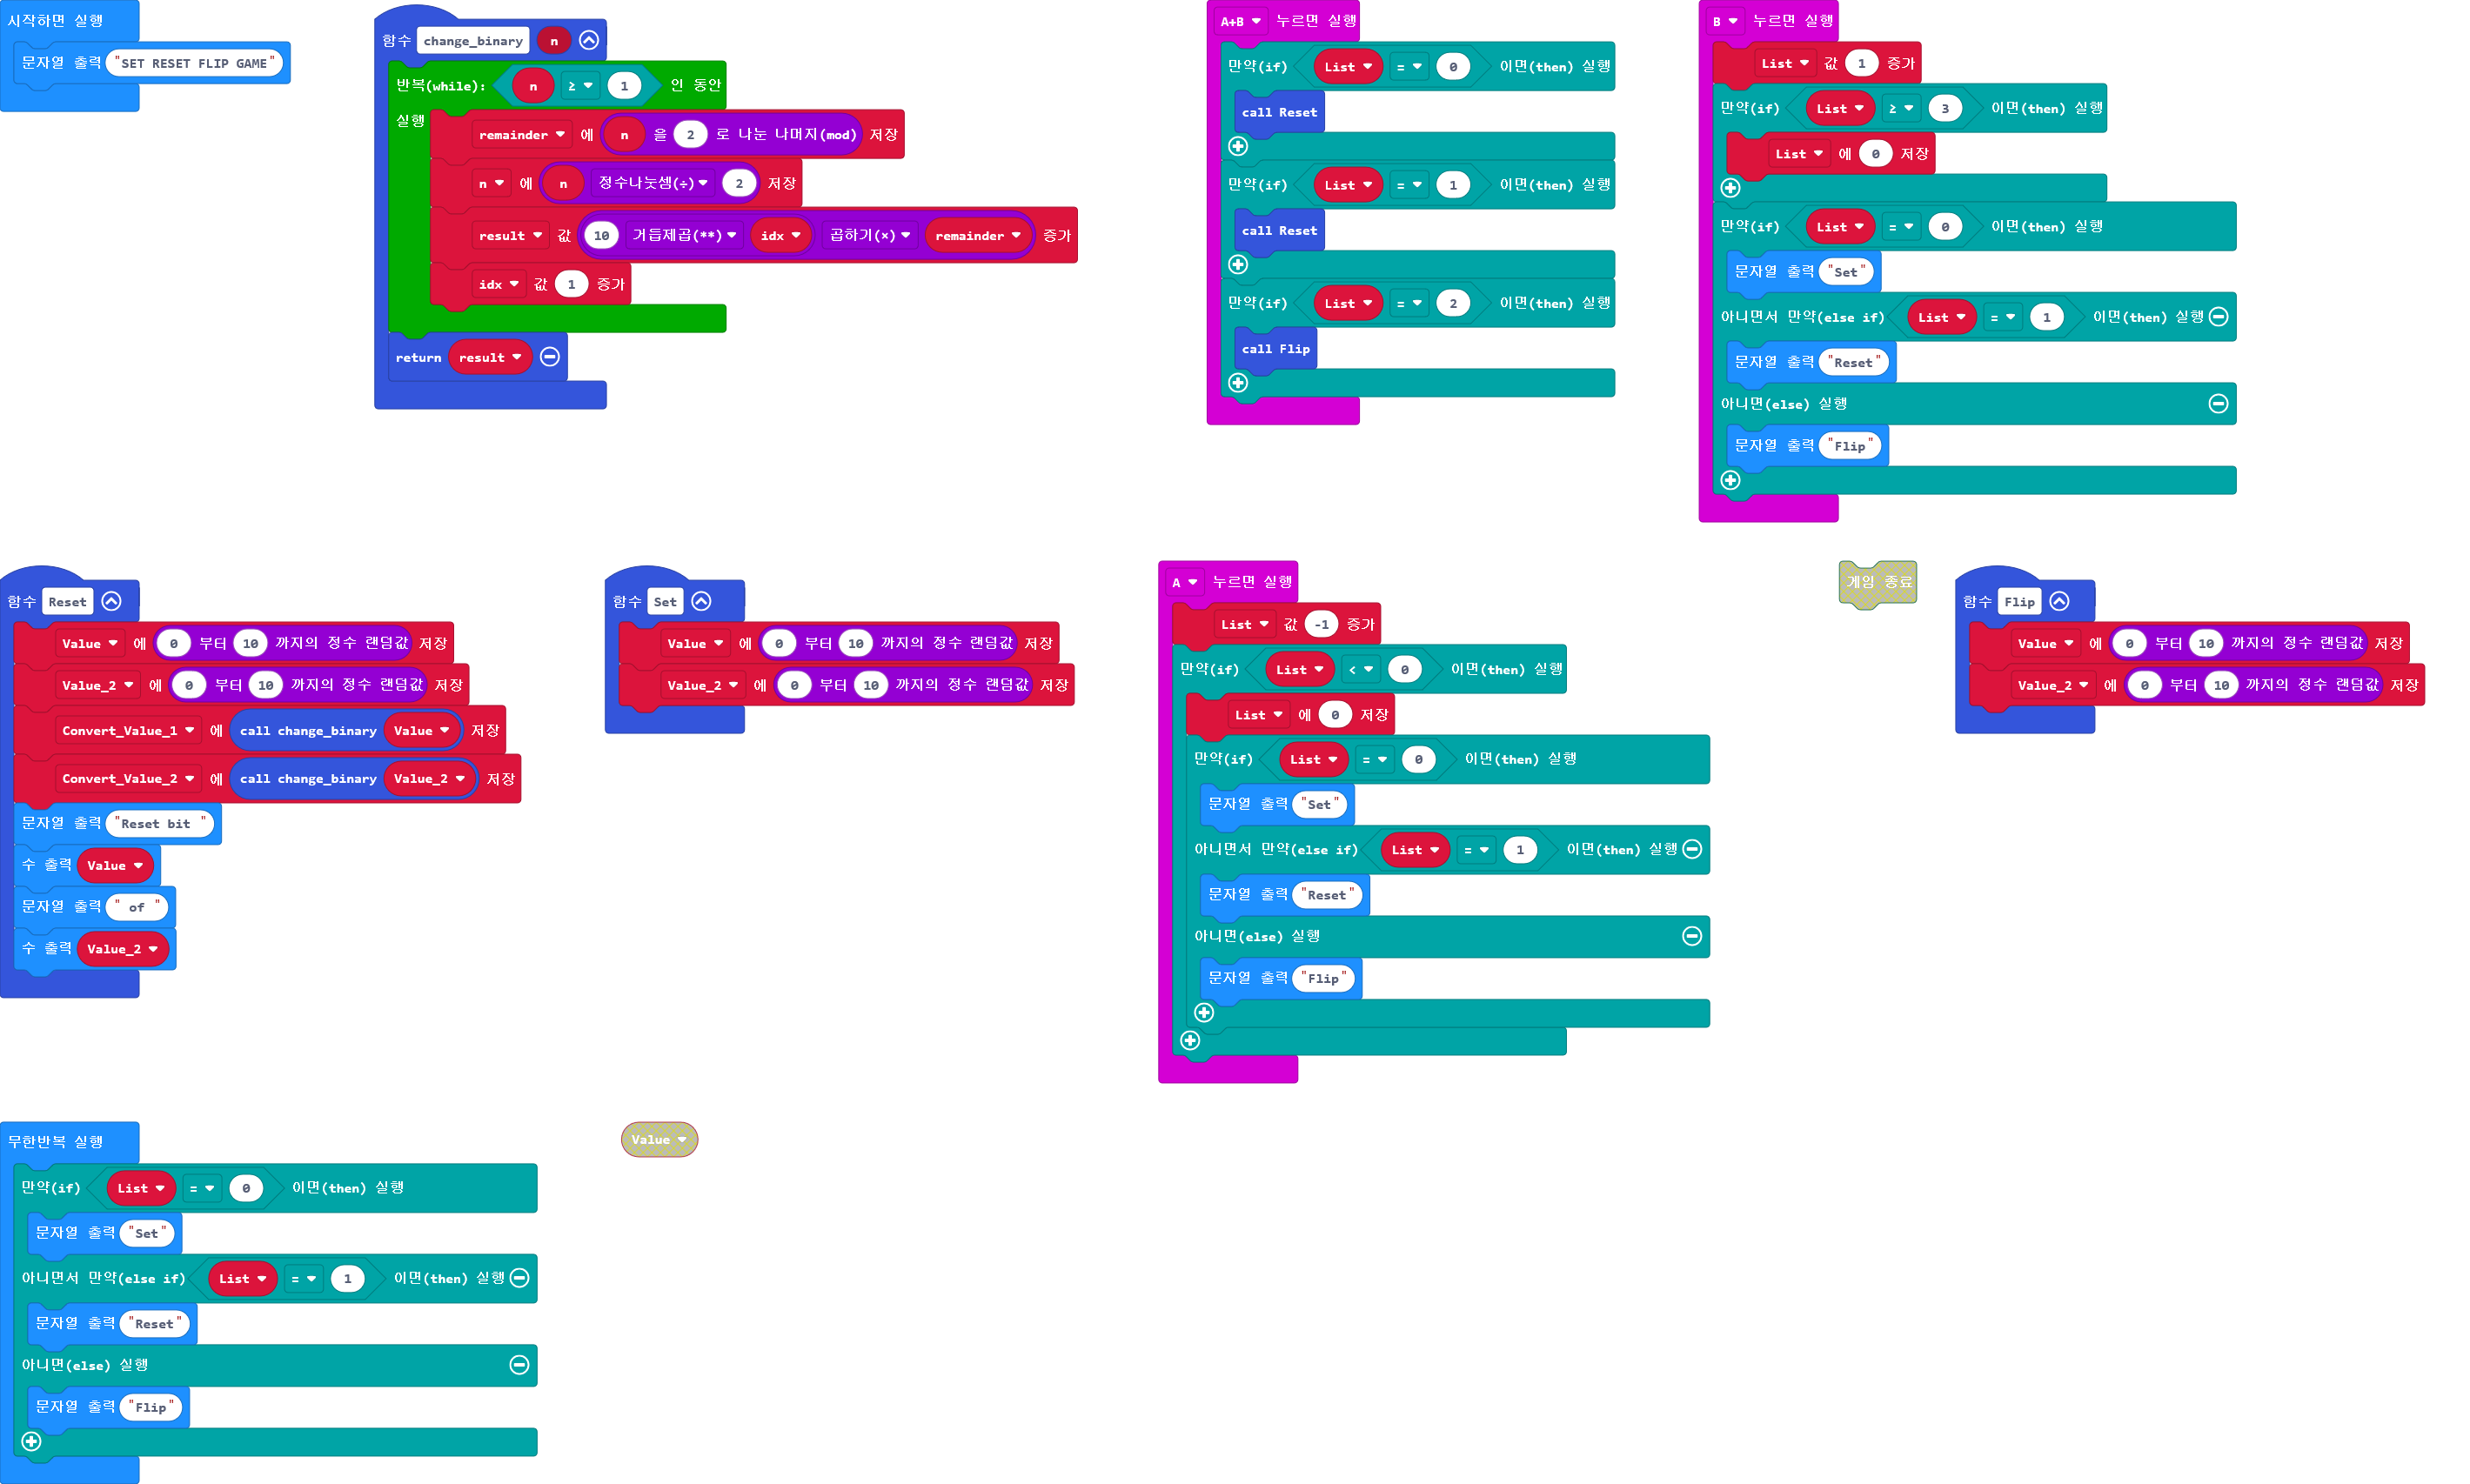 시작하면 실행
문자열 출력 "SET RESET FLIP GAME"
함수 change_binary n
반복(while): n ≥ 1 인 동안
실행
remainder 에 n 을 2 로 나눈 나머지(mod) 저장
n 에 n 정수나눗셈(÷) 2 저장
result 값 10 거듭제곱(**) idx 곱하기(×) remainder 증가
idx 값 1 증가
return result
A+B 누르면 실행
만약(if) List = 0 이면(then) 실행
call Reset
만약(if) List = 1 이면(then) 실행
call Reset
만약(if) List = 2 이면(then) 실행
call Flip
B 누르면 실행
List 값 1 증가
만약(if) List ≥ 3 이면(then) 실행
List 에 0 저장
만약(if) List = 0 이면(then) 실행
문자열 출력 "Set"
아니면서 만약(else if) List = 1 이면(then) 실행
문자열 출력 "Reset"
아니면(else) 실행
문자열 출력 "Flip"
함수 Reset
Value 에 0 부터 10 까지의 정수 랜덤값 저장
Value_2 에 0 부터 10 까지의 정수 랜덤값 저장
Convert_Value_1 에 call change_binary Value 저장
Convert_Value_2 에 call change_binary Value_2 저장
문자열 출력 "Reset bit "
수 출력 Value
문자열 출력 " of "
수 출력 Value_2
함수 Set
Value 에 0 부터 10 까지의 정수 랜덤값 저장
Value_2 에 0 부터 10 까지의 정수 랜덤값 저장
A 누르면 실행
List 값 -1 증가
만약(if) List < 0 이면(then) 실행
List 에 0 저장
만약(if) List = 0 이면(then) 실행
문자열 출력 "Set"
아니면서 만약(else if) List = 1 이면(then) 실행
문자열 출력 "Reset"
아니면(else) 실행
문자열 출력 "Flip"
게임 종료
함수 Flip
Value 에 0 부터 10 까지의 정수 랜덤값 저장
Value_2 에 0 부터 10 까지의 정수 랜덤값 저장
무한반복 실행
만약(if) List = 0 이면(then) 실행
문자열 출력 "Set"
아니면서 만약(else if) List = 1 이면(then) 실행
문자열 출력 "Reset"
아니면(else) 실행
문자열 출력 "Flip"
Value